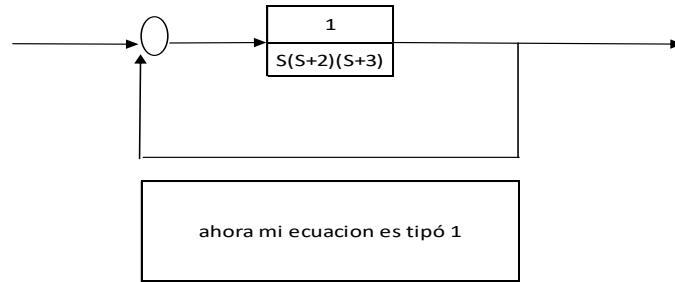 1
S(S+2)(S+3)
ahora mi ecuacion es tipó 1